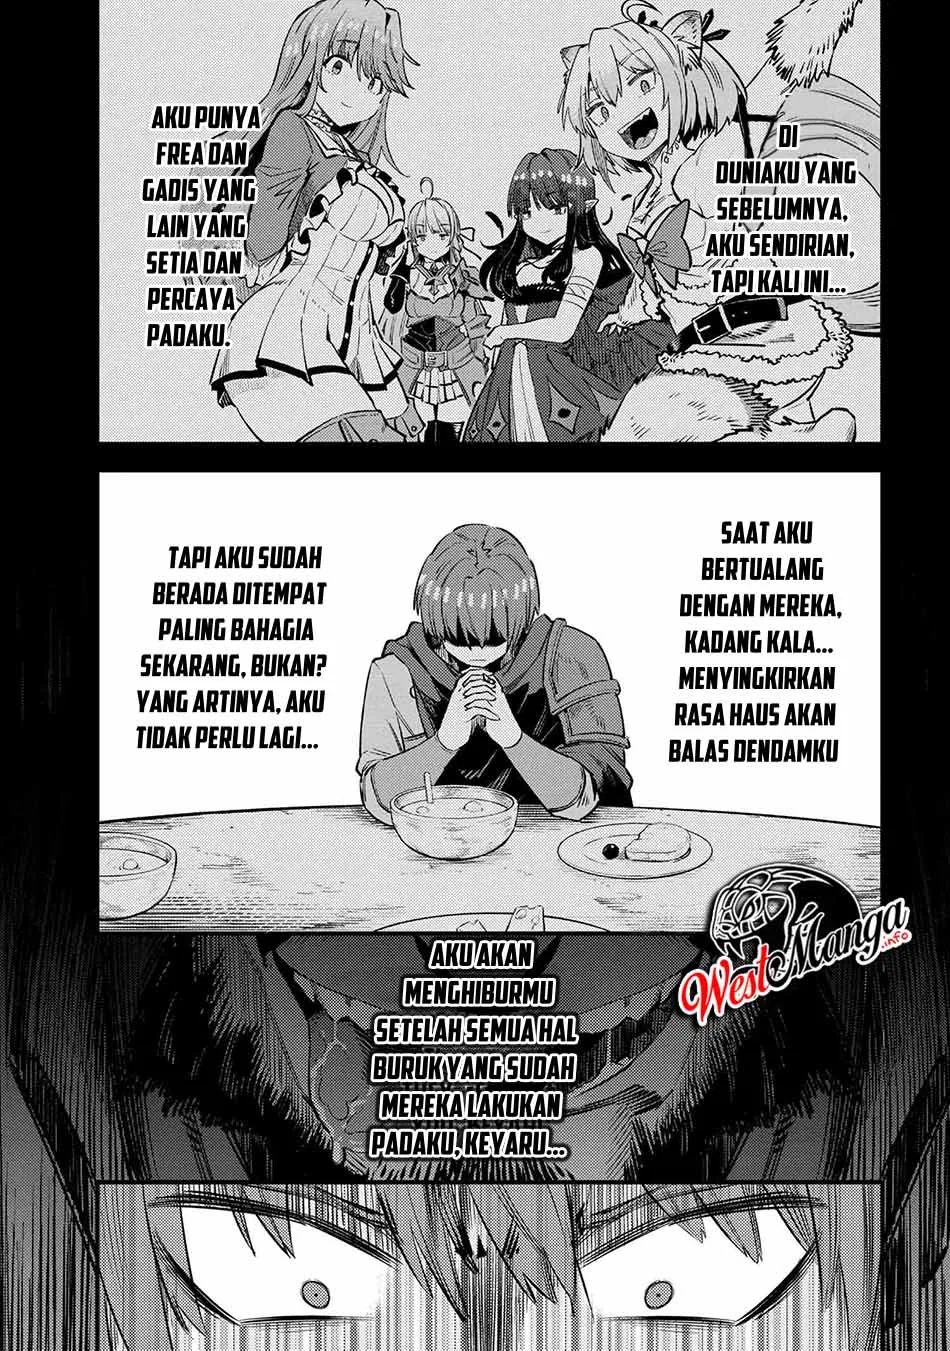 DI
DUNIAKU YANG
SEBELUMNYA,
AKU SENDIRIAN,
TAPI KALI INI...
AKU PUNYA
FREA DAN
GADIS YANG
LAIN YANG
SETIA DAN
PERCAYA
PADAKU.
SAAT AKU
BERTUALANG
DENGAN MEREKA,
KADANG KALA...
MENYINGKIRKAN
RASA HAUS AKAN
BALAS DENDAMKU
TAPI AKU SUDAH
BERADA DITEMPAT
PALING BAHAGIA
SEKARANG, BUKAN?
YANG ARTINYA, AKU
TIDAK PERLU LAGI...
WestManga
.info
AKU AKAN
MENGHIBURMU
SETELAH SEMUA HAL
BURUK YANG SUDAH
MEREKA LAKUKAN
PADAKU, KEYARU...